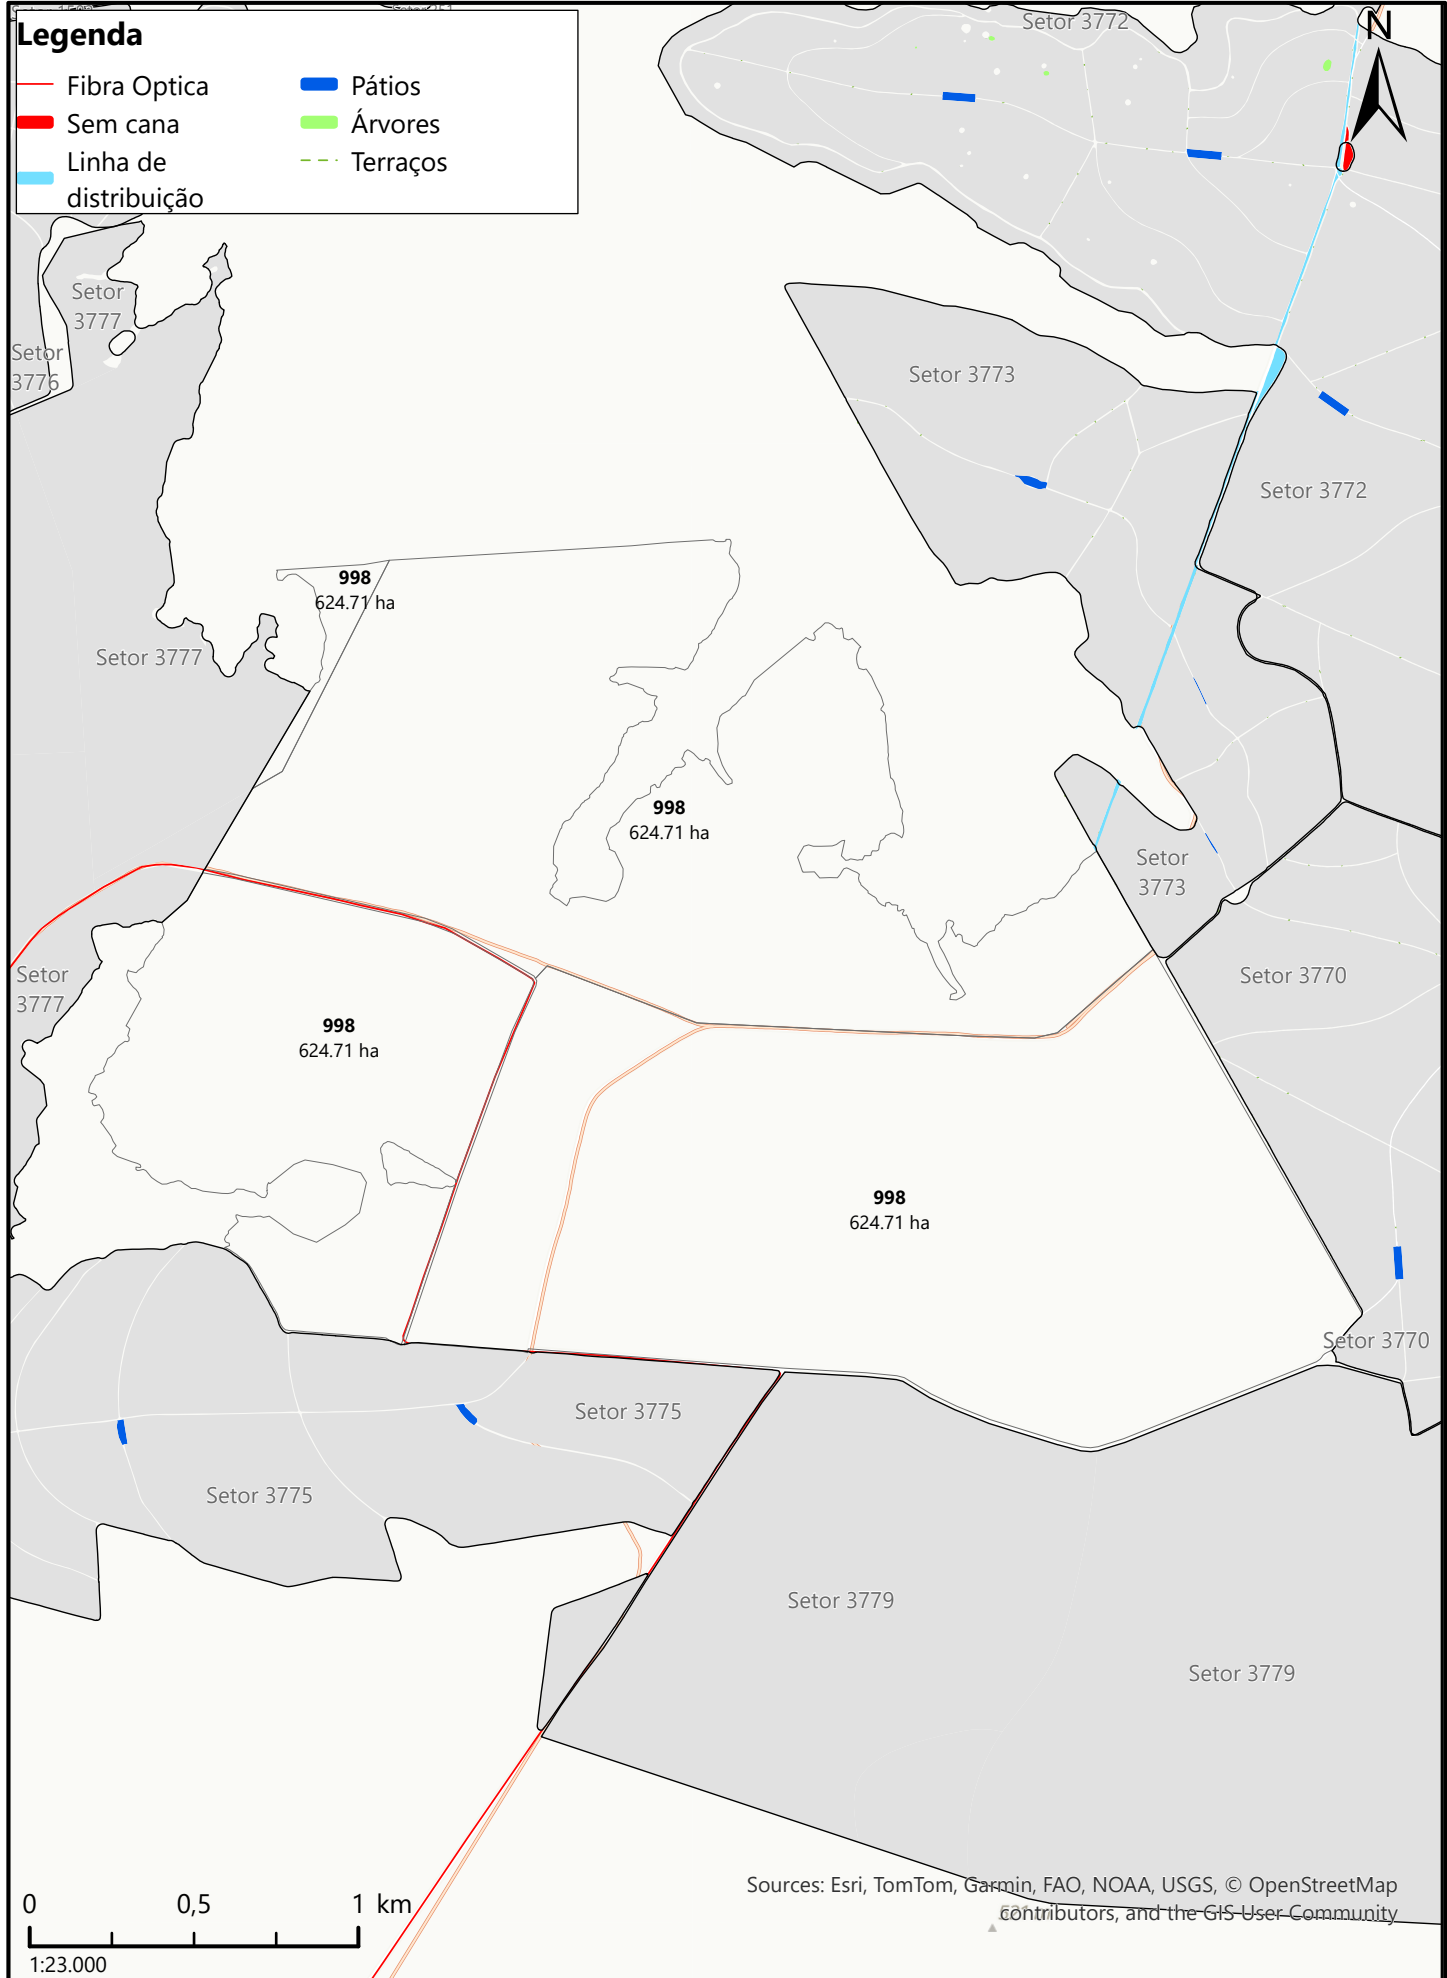 Legenda
Fibra Optica
Sem cana
Linha de
distribuição
Pátios
Árvores
Terraços
N
Setor 3772
Setor
3777
Setor
3776
Setor 3773
Setor 3772
998
624.71 ha
Setor 3777
998
624.71 ha
Setor
3773
Setor
3777
Setor 3770
998
624.71 ha
998
624.71 ha
Setor 3770
Setor 3775
Setor 3775
Setor 3779
Setor 3779
Sources: Esri, TomTom, Garmin, FAO, NOAA, USGS, © OpenStreetMap
contributors, and the GIS User Community
0 0,5 1 km
1:23.000